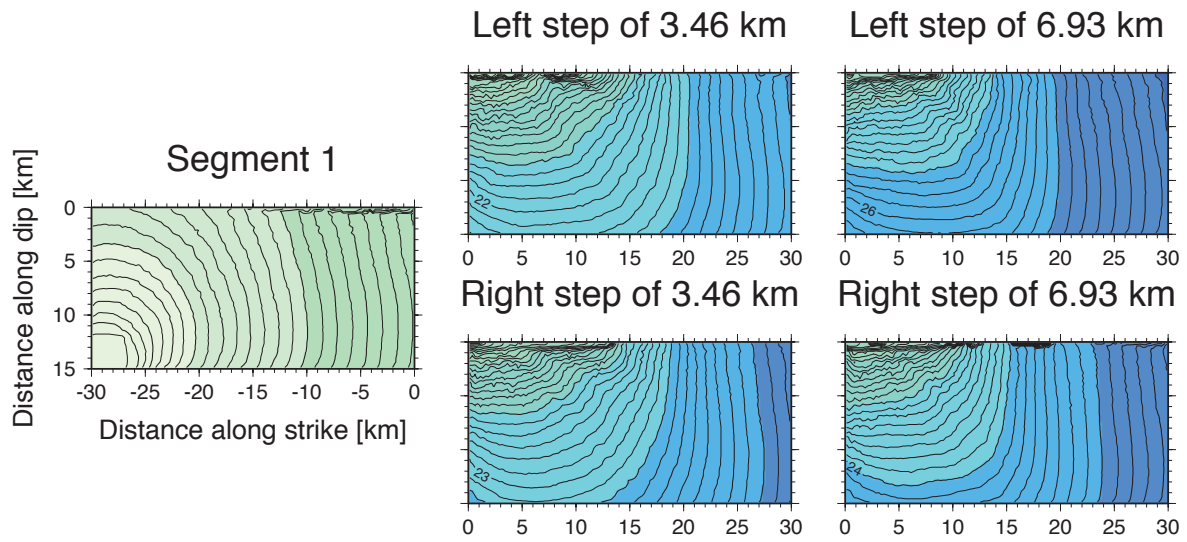 Left step of 3.46 km
Left step of 6.93 km
Segment 1
Distance along dip [km]
0
5
10
15
-30 -25 -20 -15 -10 -5 0
Distance along strike [km]
22
0 5 10 15 20 25 30
26
0 5 10 15 20 25 30
Right step of 3.46 km
Right step of 6.93 km
23
0 5 10 15 20 25 30
24
0 5 10 15 20 25 30